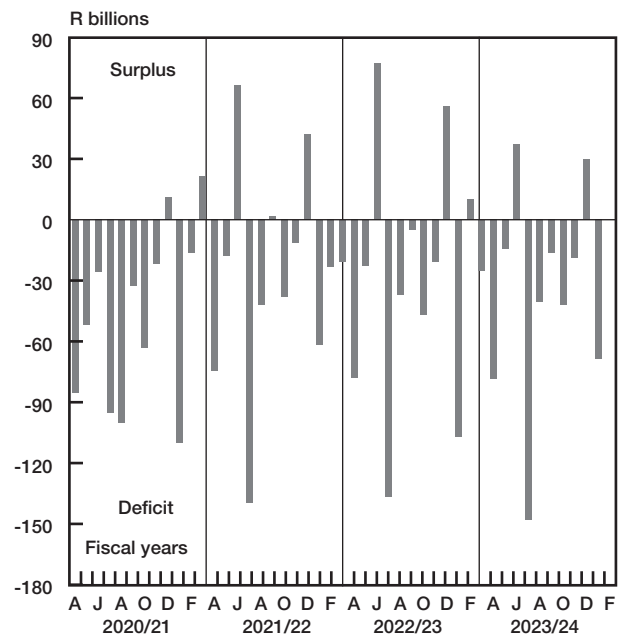 R billions
90
Surplus
60
30
0
-30
-60
-90
-120
Deficit
-150
Fiscal years
-180
A J A O D F A J A O D F A J A O D F A J A O D F
2020/21 2021/22 2022/23 2023/24